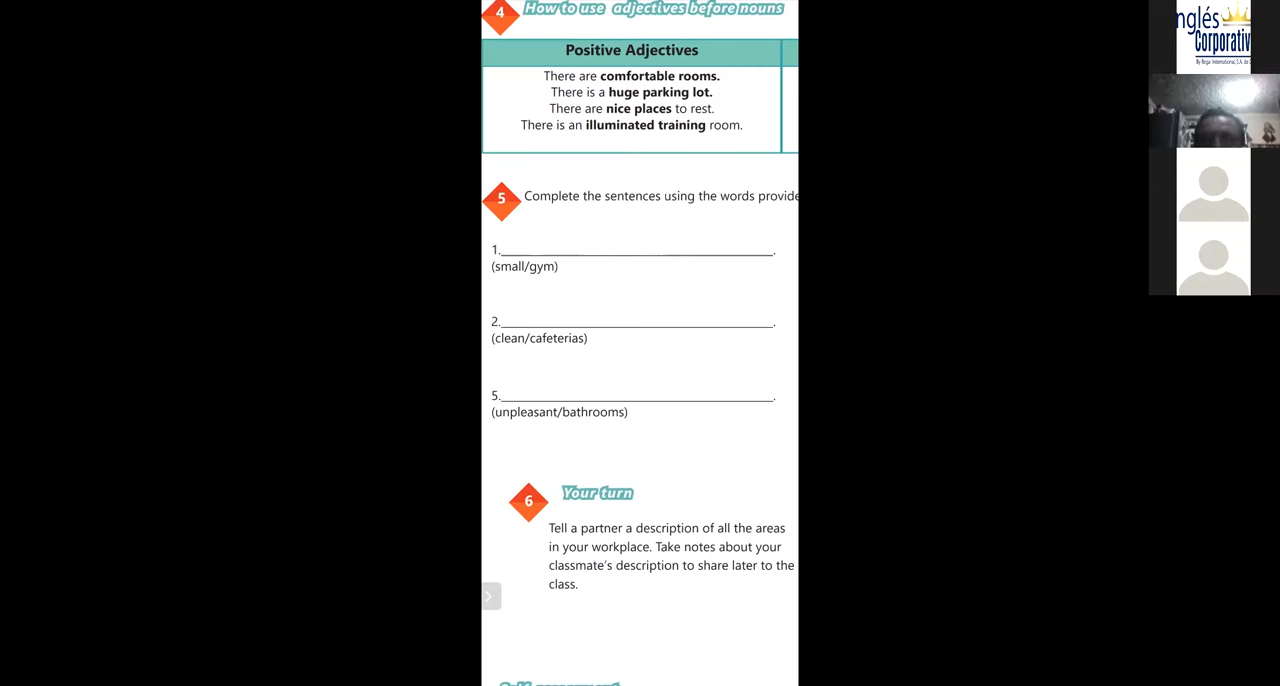 4 How to use adjectives before nouns
Positive Adjectives
There are comfortable rooms.
There is a huge parking lot.
There are nice places to rest.
There is an illuminated training room.
5 Complete the sentences using the words provide
1.________________________________________.
(small/gym)
2.________________________________________.
(clean/cafeterias)
5.________________________________________.
(unpleasant/bathrooms)
6 Your turn
Tell a partner a description of all the areas
in your workplace. Take notes about your
classmate's description to share later to the
class.
nglés
Corporativ